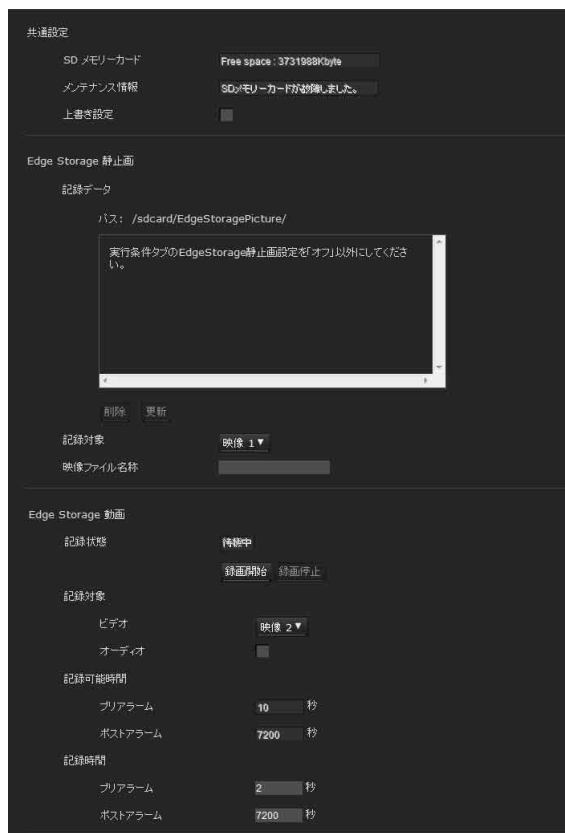 共通設定
SD メモリーカード
Free space : 3731988Kbyte
メンテナンス情報
SDメモリーカードが故障しました。
上書き設定
Edge Storage 静止画
記録データ
パス: /sdcard/EdgeStoragePicture/
実行条件タブのEdgeStorage静止画設定を「オフ」以外にしてくださ
い。
削除 更新
記録対象
映像 1▼
映像ファイル名称
Edge Storage 動画
記録状態
待機中
録画開始 録画停止
記録対象
ビデオ
映像 2▼
オーディオ
記録可能時間
プリアラーム
10 秒
ポストアラーム
7200 秒
記録時間
プリアラーム
2 秒
ポストアラーム
7200 秒